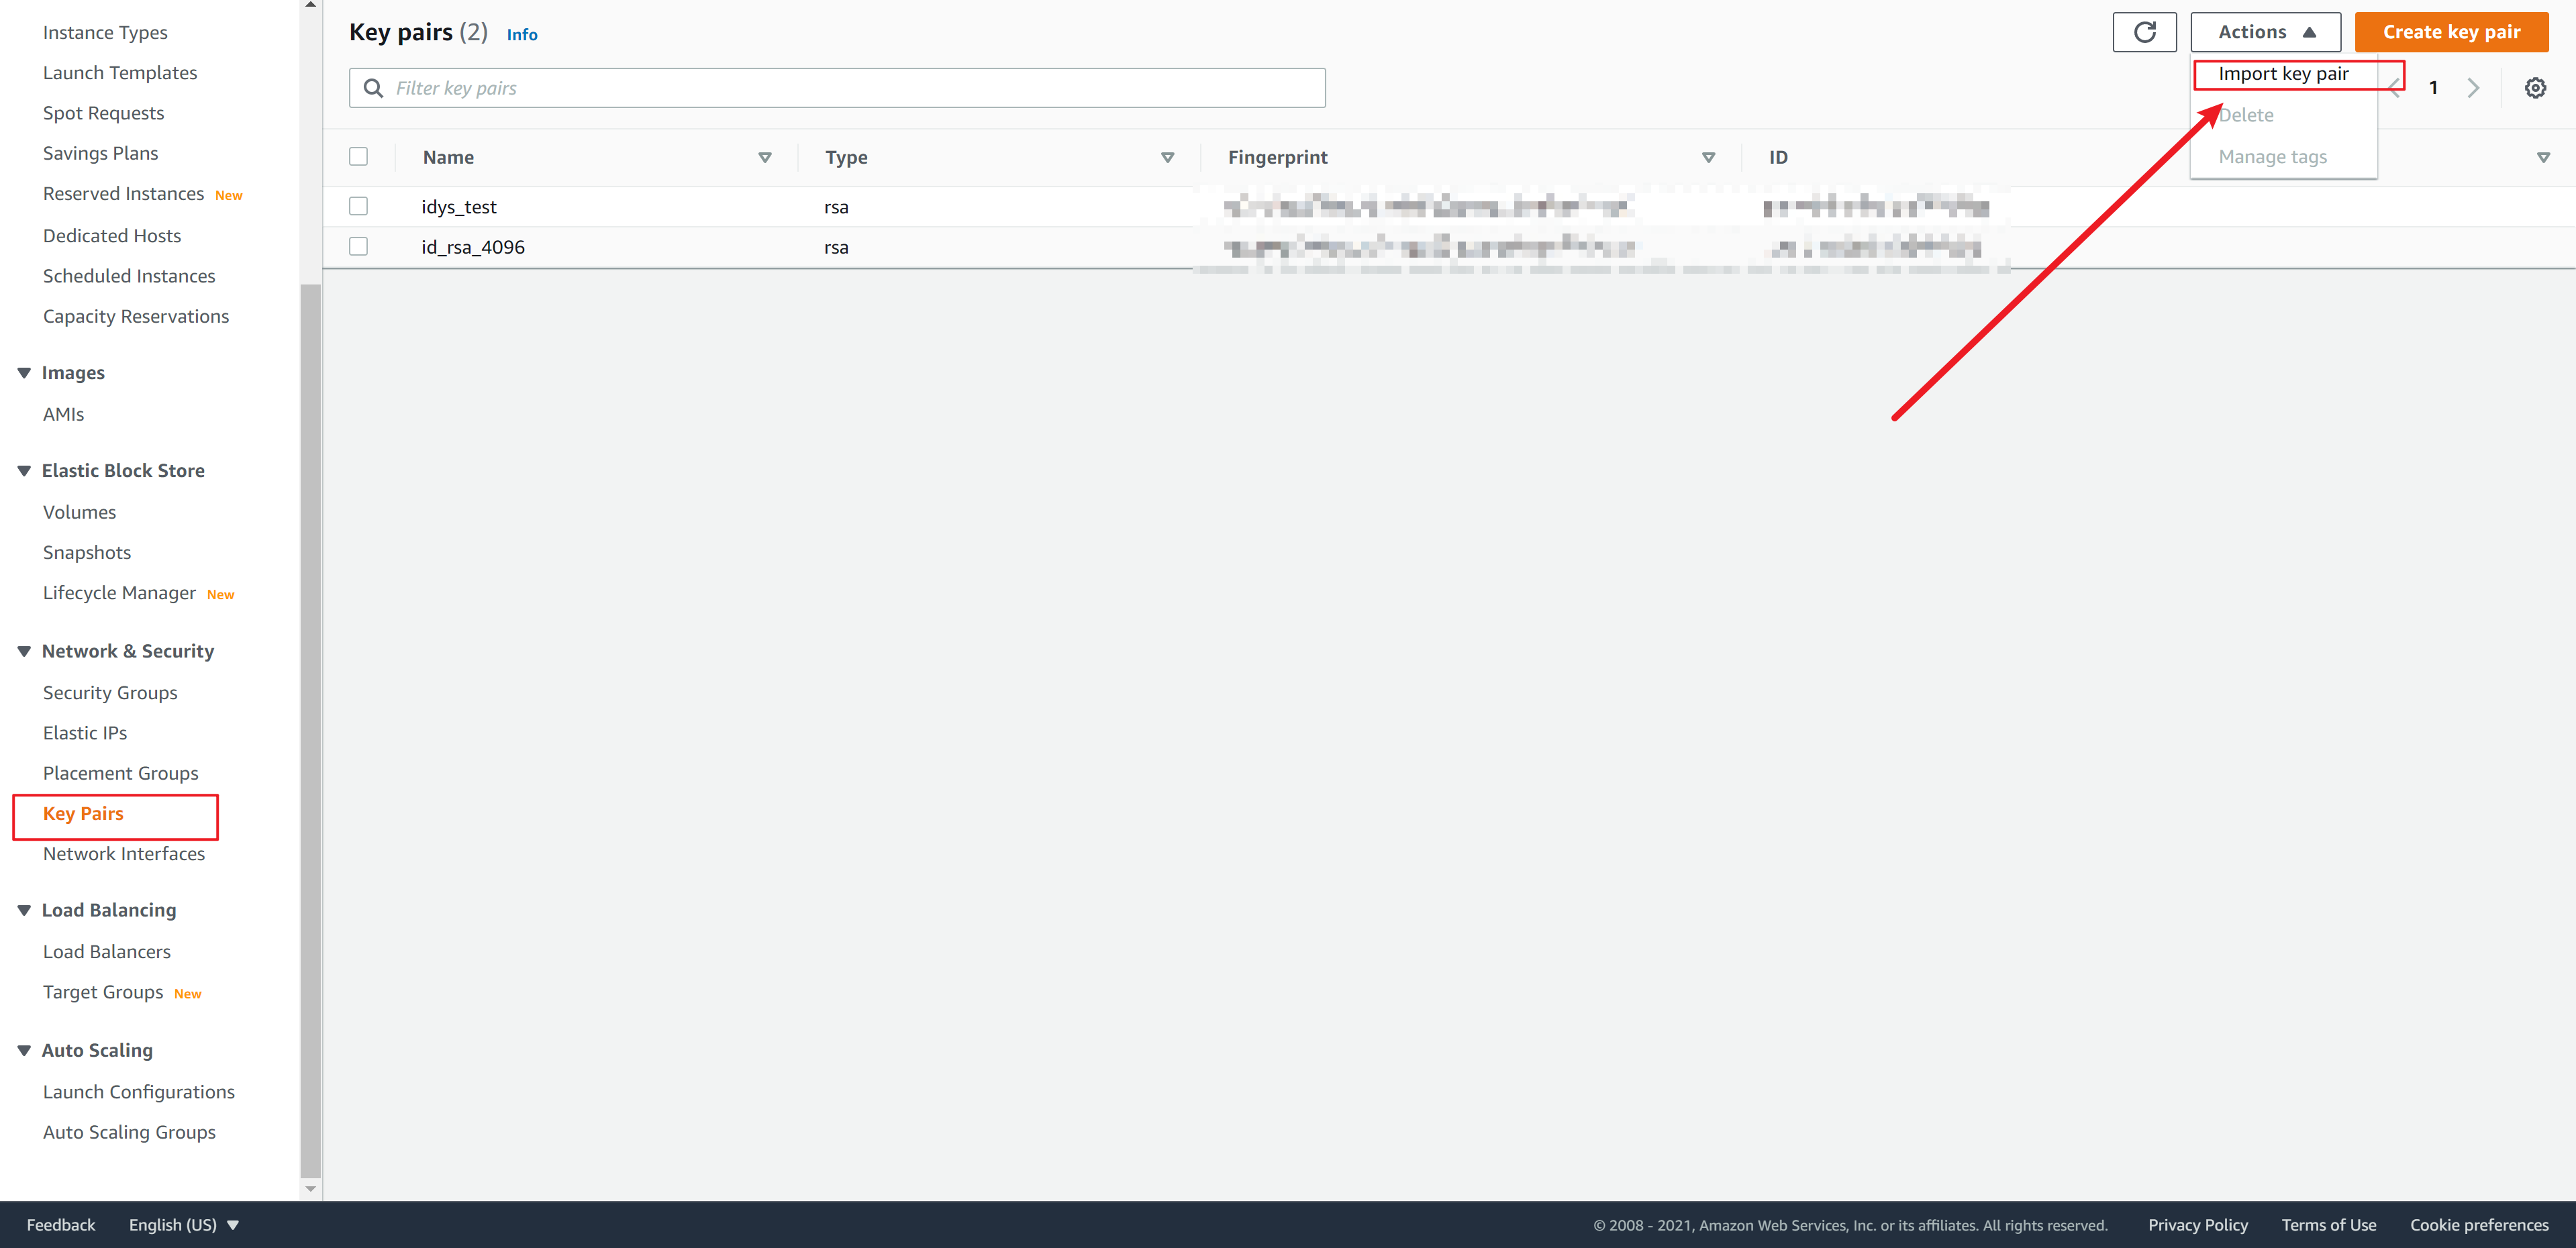 Instance Types
Launch Templates
Spot Requests
Savings Plans
Reserved Instances New
Dedicated Hosts
Scheduled Instances
Capacity Reservations
Images
AMIs
Elastic Block Store
Volumes
Snapshots
Lifecycle Manager New
Network & Security
Security Groups
Elastic IPs
Placement Groups
Key Pairs
Network Interfaces
Load Balancing
Load Balancers
Target Groups New
Auto Scaling
Launch Configurations
Auto Scaling Groups
Key pairs (2) Info
Actions
Create key pair
Filter key pairs
Import key pair
Delete
Manage tags
1
Name Type Fingerprint ID
idys_test rsa
id_rsa_4096 rsa
Feedback English (US)
© 2008 - 2021, Amazon Web Services, Inc. or its affiliates. All rights reserved. Privacy Policy Terms of Use Cookie preferences